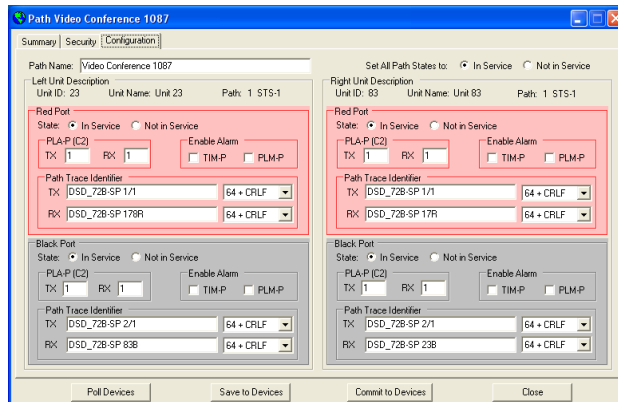 Path Video Conference 1087
Summary Security Configuration
Path Name: Video Conference 1087 Set All Path States to: In Service Not in Service
Left Unit Description Right Unit Description
Unit ID: 23 Unit Name: Unit 23 Path: 1 STS-1 Unit ID: 83 Unit Name: Unit 83 Path: 1 STS-1
Red Port Red Port
State: In Service Not in Service State: In Service Not in Service
PLA-P (C2) Enable Alarm PLA-P (C2) Enable Alarm
TX 1 RX 1 TIM-P PLM-P TX 1 RX 1 TIM-P PLM-P
Path Trace Identifier Path Trace Identifier
TX DSD_72B-SP 1/1 64 + CRLF TX DSD_72B-SP 1/1 64 + CRLF
RX DSD_72B-SP 178R 64 + CRLF RX DSD_72B-SP 17R 64 + CRLF
Black Port Black Port
State: In Service Not in Service State: In Service Not in Service
PLA-P (C2) Enable Alarm PLA-P (C2) Enable Alarm
TX 1 RX 1 TIM-P PLM-P TX 1 RX 1 TIM-P PLM-P
Path Trace Identifier Path Trace Identifier
TX DSD_72B-SP 2/1 64 + CRLF TX DSD_72B-SP 2/1 64 + CRLF
RX DSD_72B-SP 83B 64 + CRLF RX DSD_72B-SP 23B 64 + CRLF
Poll Devices Save to Devices Commit to Devices Close